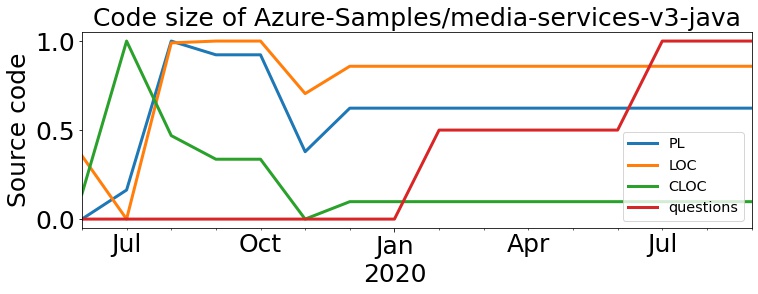 Code size of Azure-Samples/media-services-v3-java
Source code
1.0
0.5
0.0
PL
LOC
CLOC
questions
Jul
Oct
Jan
Apr
Jul
2020